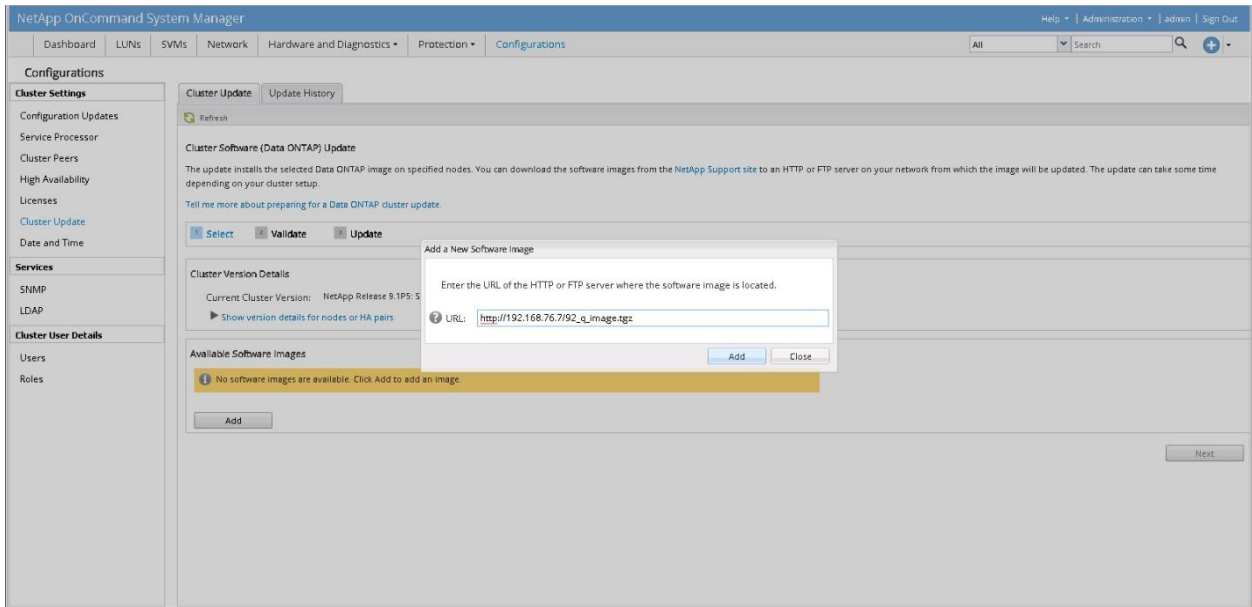 NetApp OnCommand System Manager
Help | Administration | admin | Sign Out
Dashboard LUNs SVMs Network Hardware and Diagnostics Protection Configurations
All Search
Configurations
Cluster Settings
Configuration Updates
Service Processor
Cluster Peers
High Availability
Licenses
Cluster Update
Date and Time
Services
SNMP
LDAP
Cluster User Details
Users
Roles
Cluster Update Update History
Refresh
Cluster Software (Data ONTAP) Update
The update installs the selected Data ONTAP image on specified nodes. You can download the software images from the NetApp Support site to an HTTP or FTP server on your network from which the image will be updated. The update can take some time
depending on your cluster setup.
Tell me more about preparing for a Data ONTAP cluster update.
1 Select 2 Validate 3 Update
Cluster Version Details
Current Cluster Version: NetApp Release 9.1P5: S
Show version details for nodes or HA pairs
Available Software Images
No software images are available. Click Add to add an image.
Add
Next
Add a New Software Image
Enter the URL of the HTTP or FTP server where the software image is located.
URL: http://192.168.76.7/92_q_image.tgz
Add Close